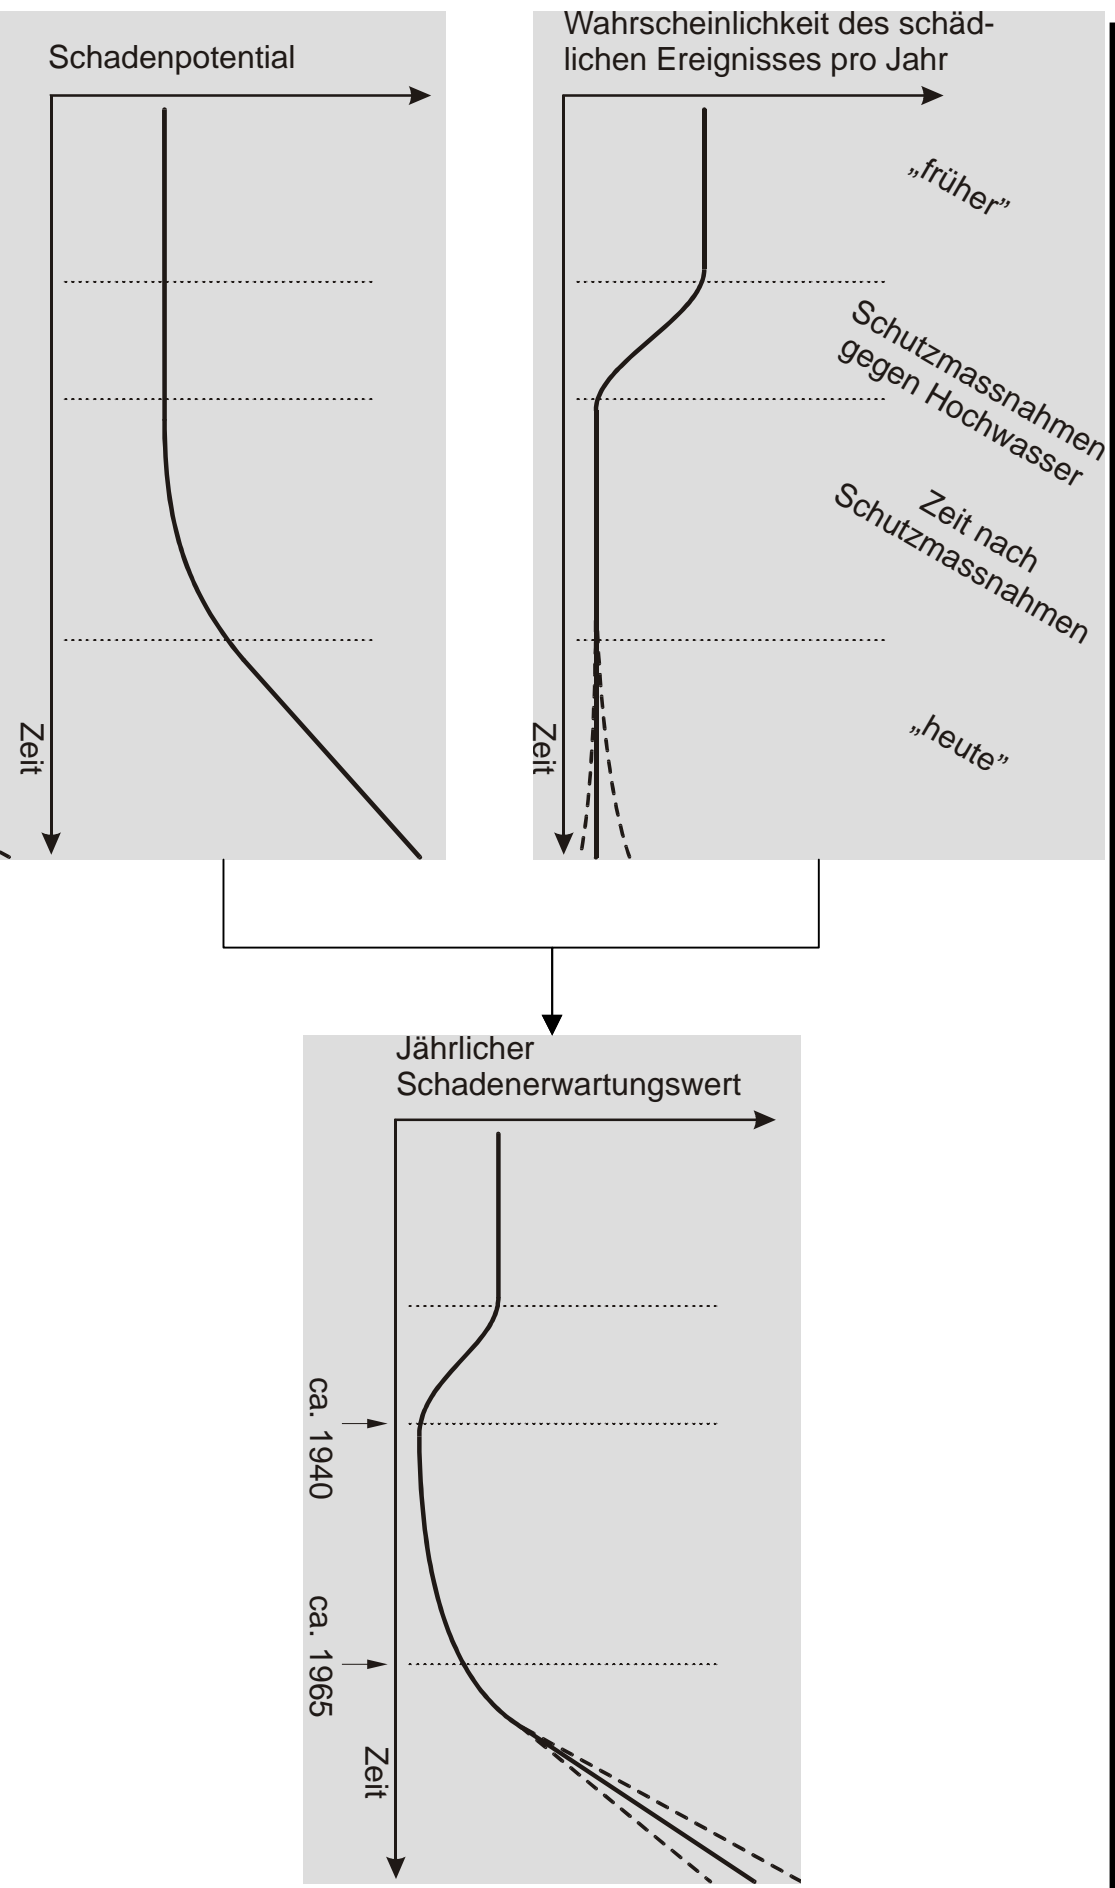 Schadenpotential
Zeit
Wahrscheinlichkeit des schäd-
lichen Ereignisses pro Jahr
Zeit
„früher”
Schutzmassnahmen
gegen Hochwasser
Zeit nach
Schutzmassnahmen
„heute”
Jährlicher
Schadenerwartungswert
ca. 1940
ca. 1965
Zeit